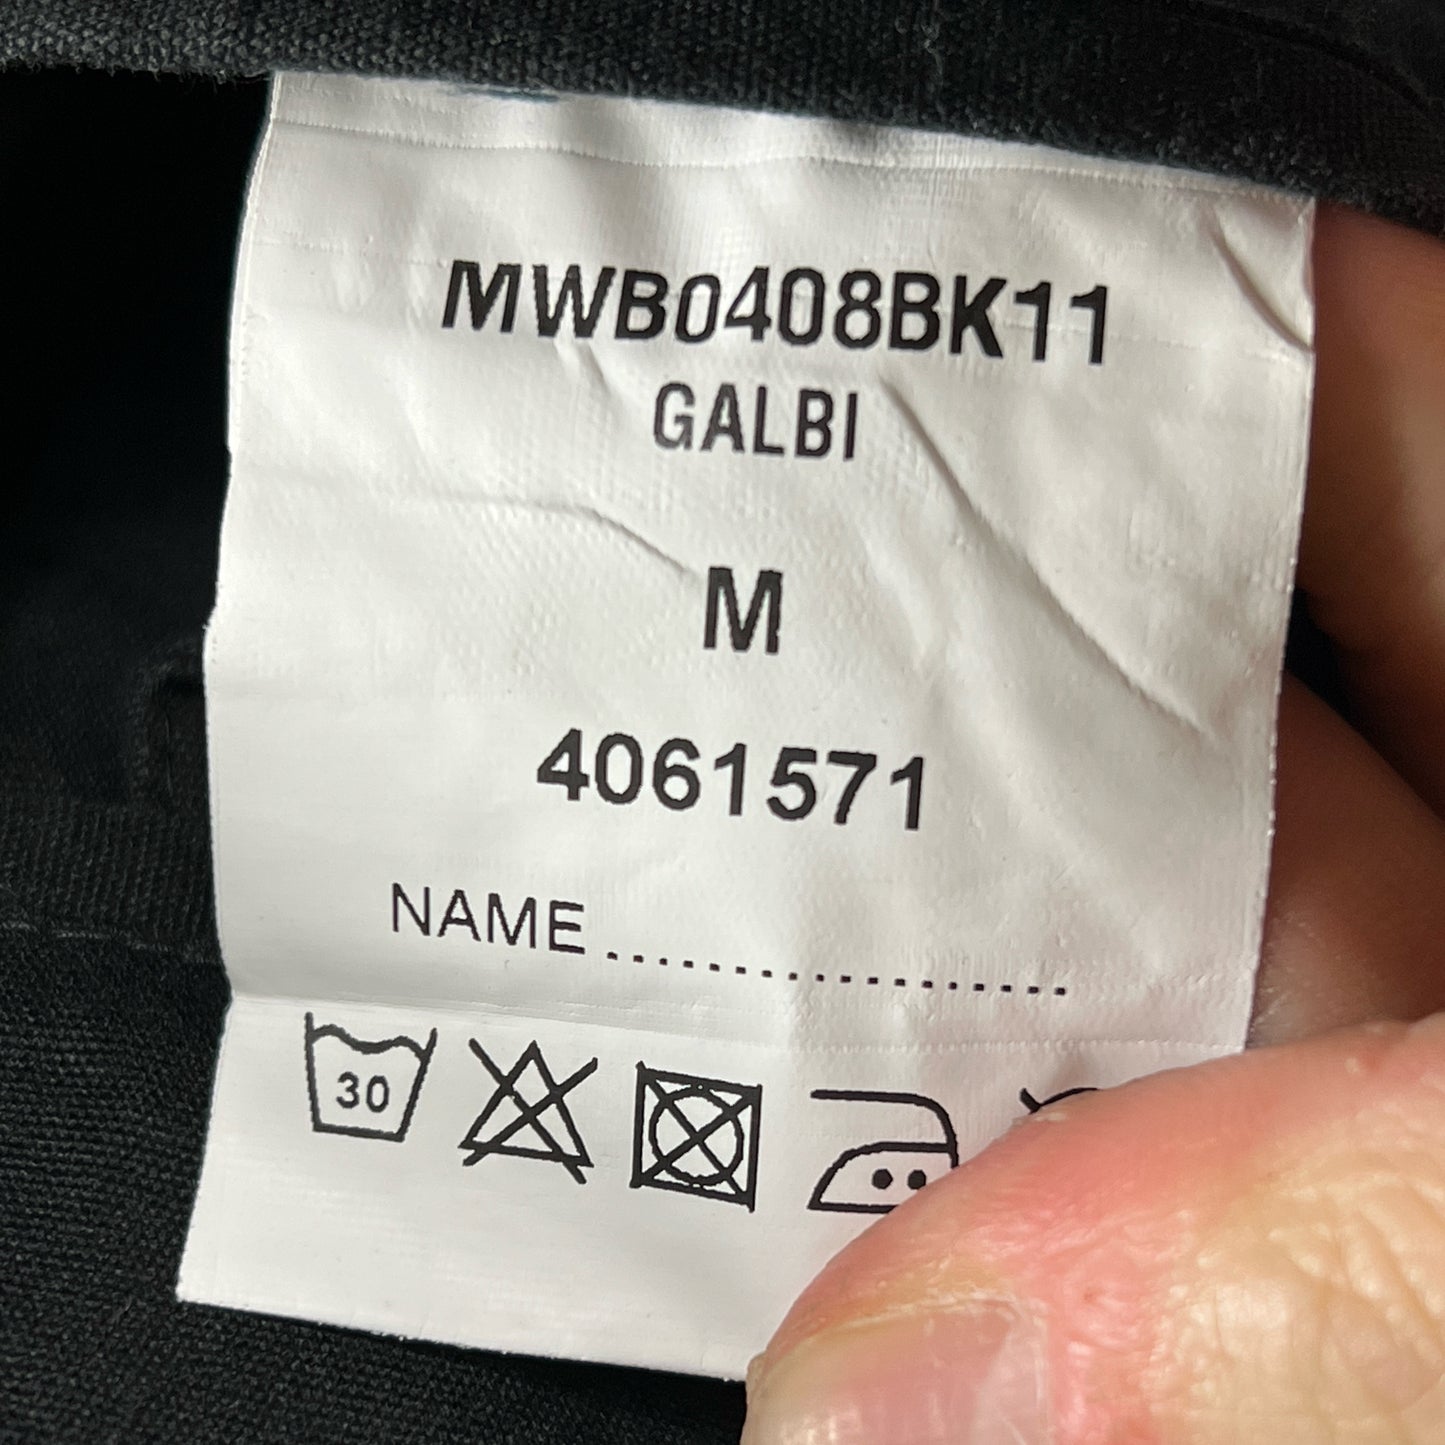 MWB0408BK11
GALBI
M
4061571
NAME..................
30